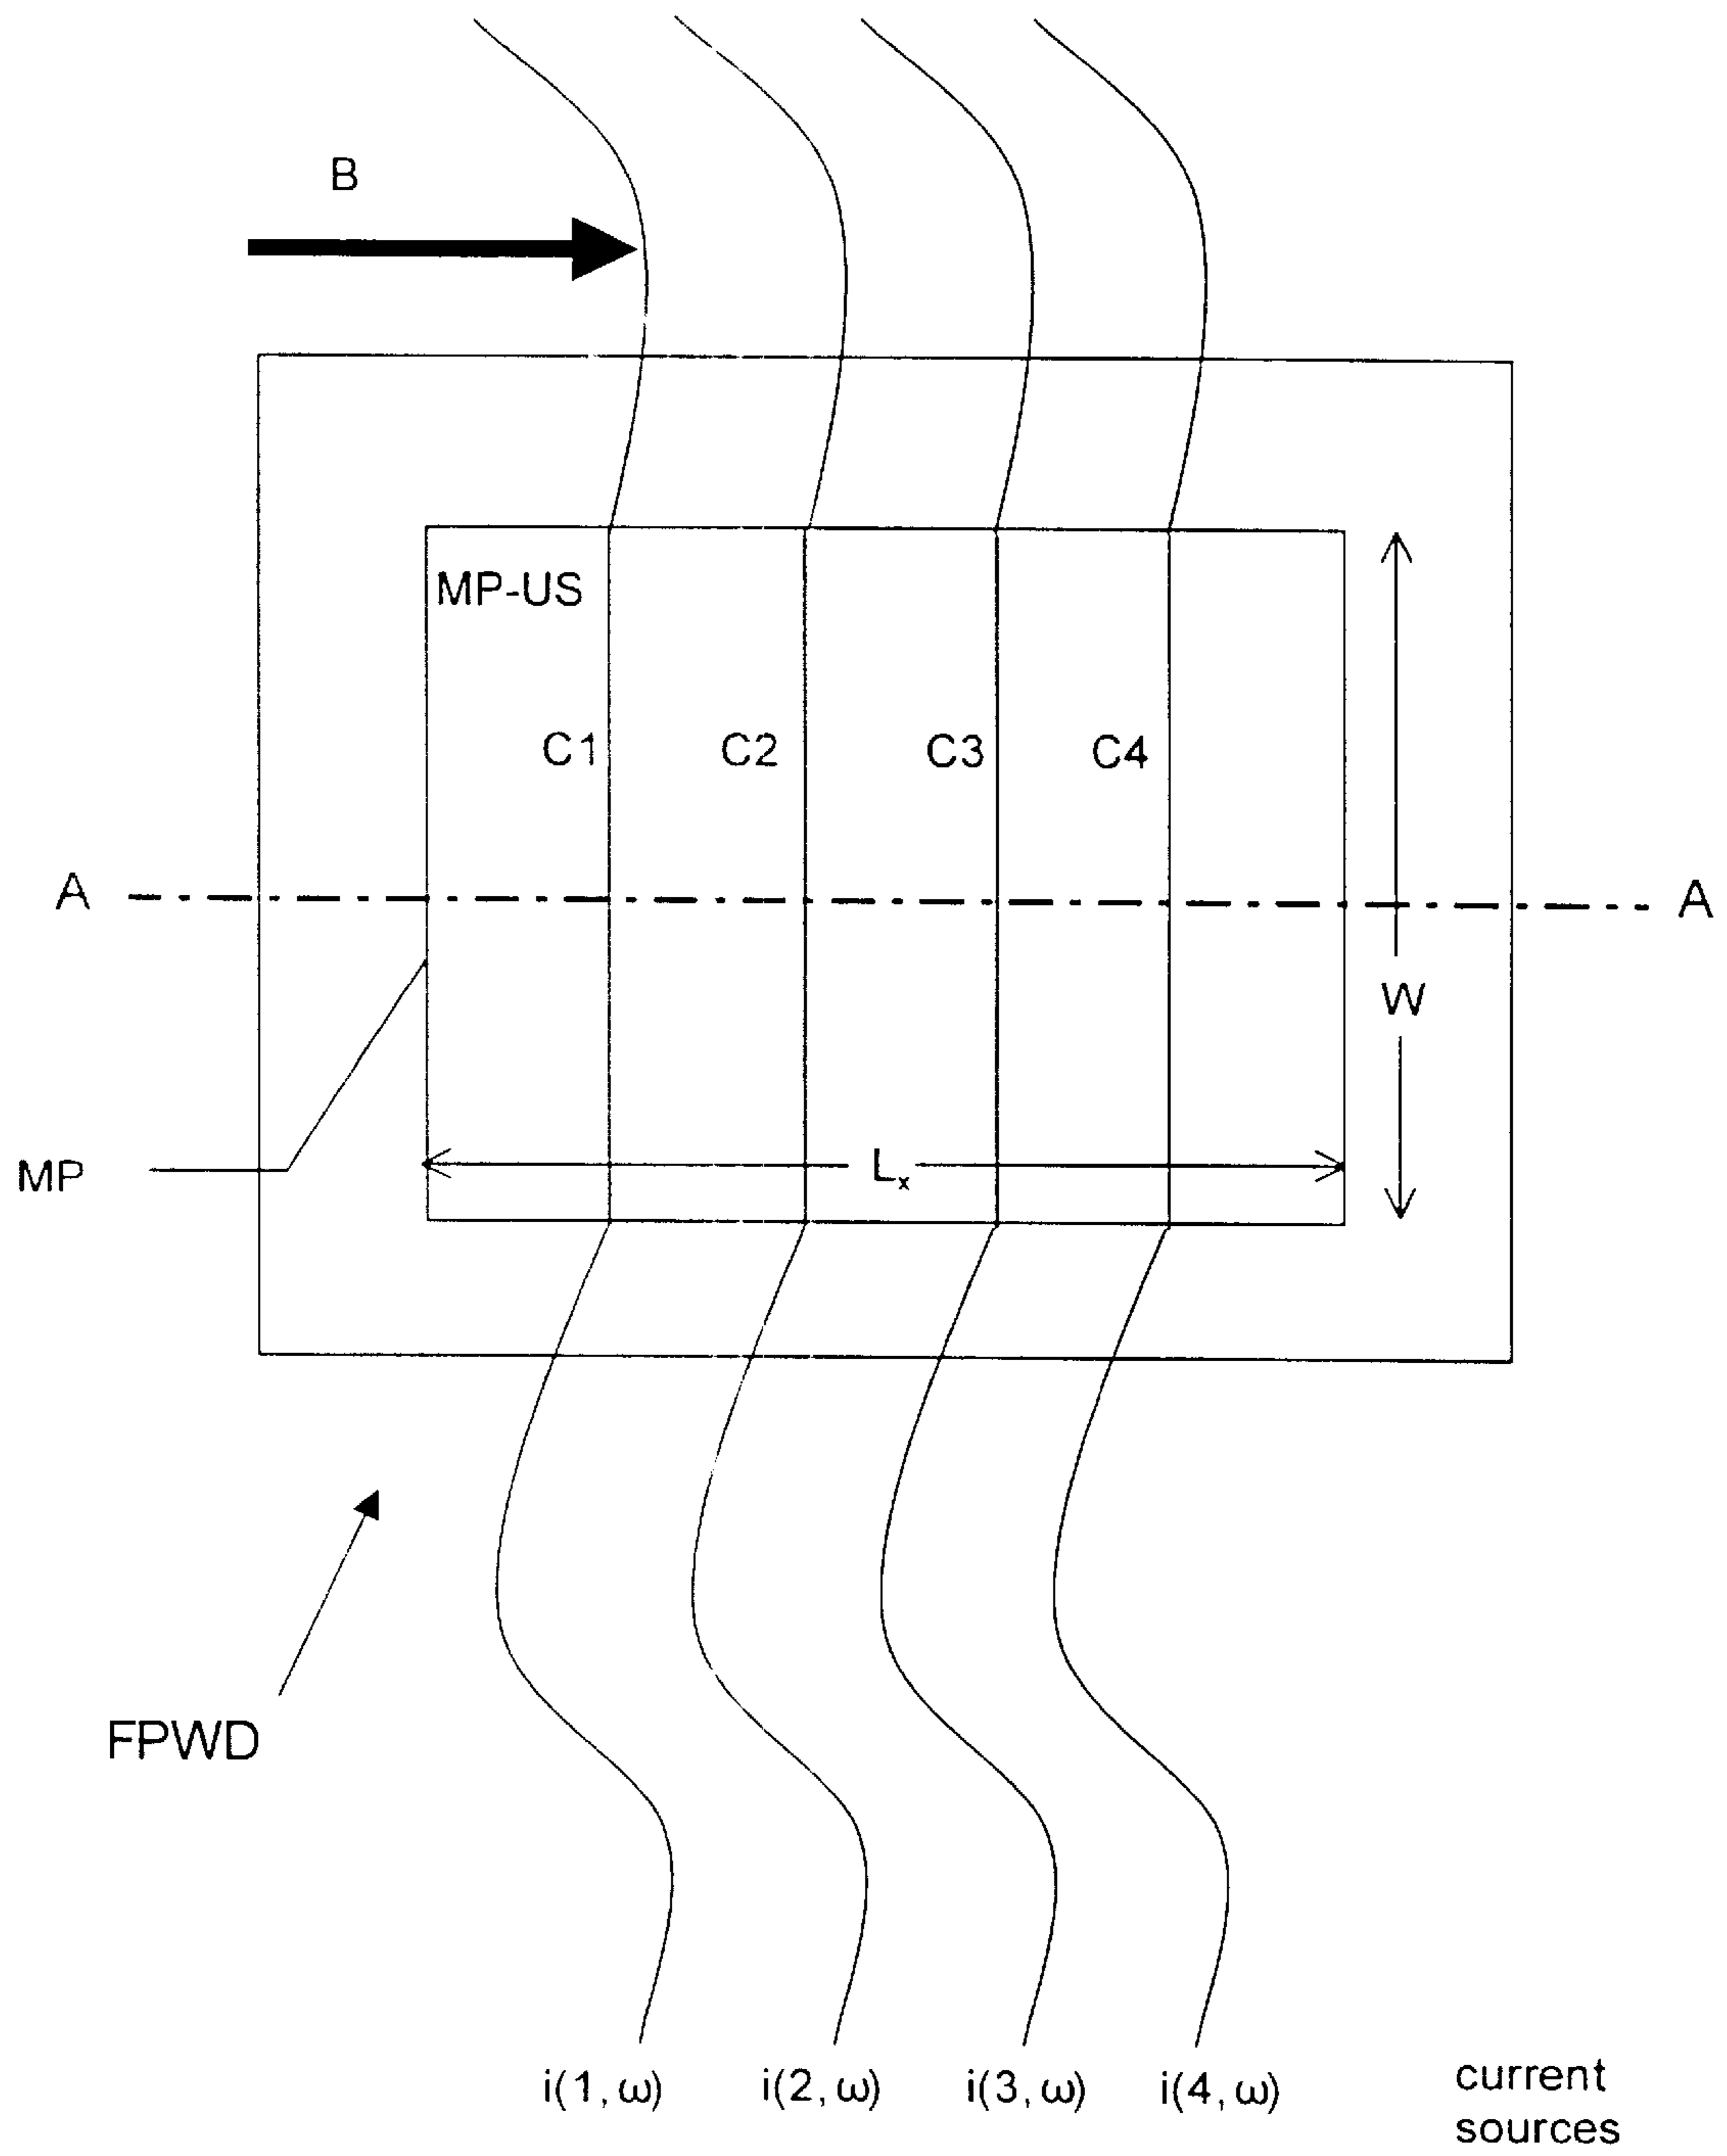 B
MP-US
C1 C2 C3 C4
A A
W
MP
Lx
FPWD
i(1,ω) i(2,ω) i(3,ω) i(4,ω)
current
sources